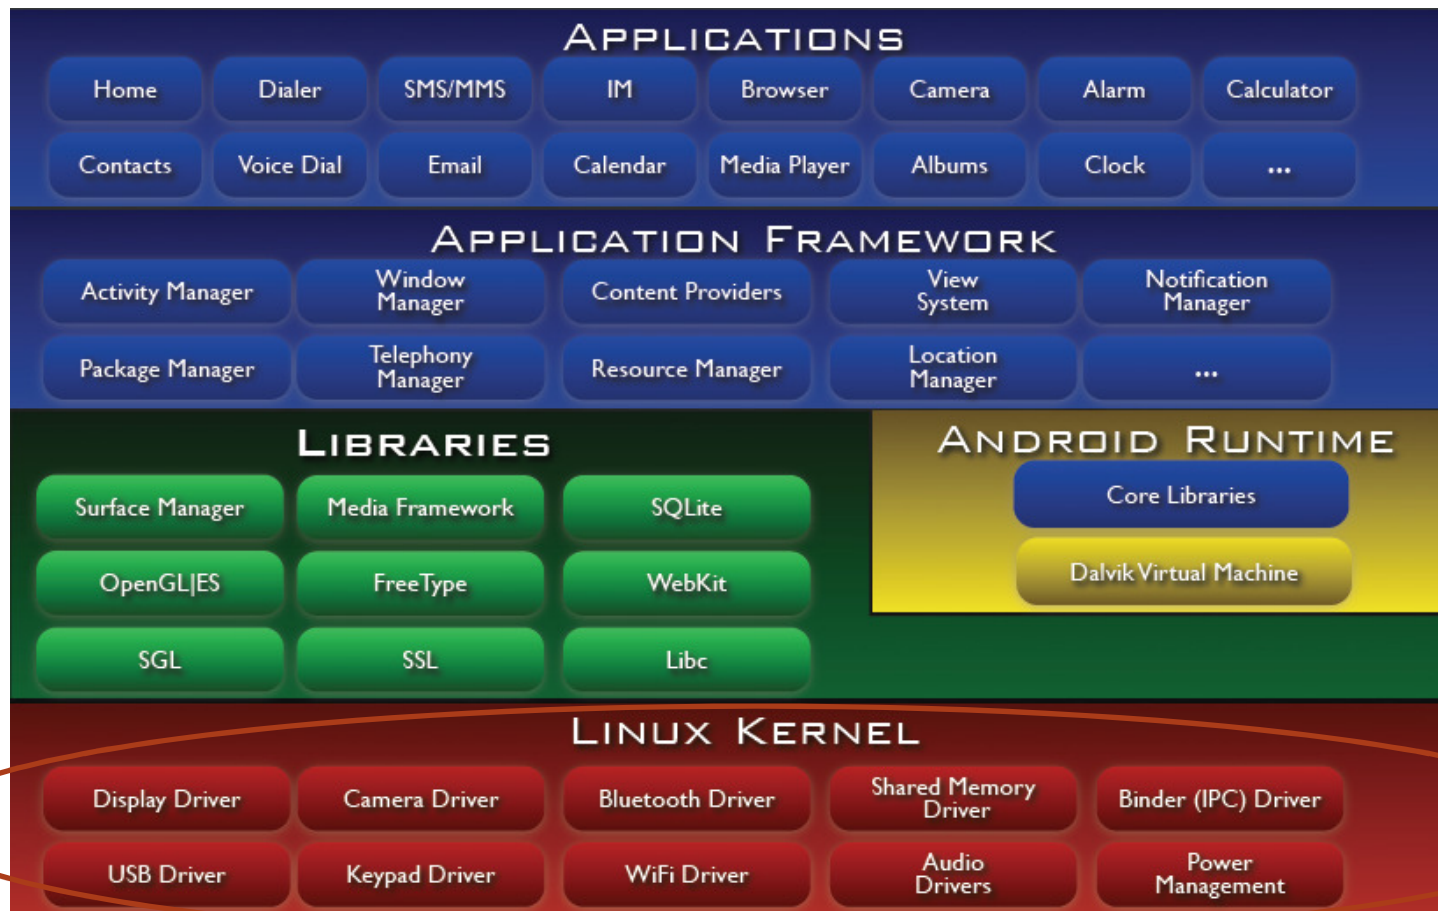 APPLICATIONS
Home Dialer SMS/MMS IM Browser Camera Alarm Calculator
Contacts Voice Dial Email Calendar Media Player Albums Clock ...
APPLICATION FRAMEWORK
Activity Manager
Window
Manager
Content Providers
View
System
Notification
Manager
Package Manager
Telephony
Manager
Resource Manager
Location
Manager
...
LIBRARIES
Surface Manager Media Framework SQLite
OpenGL|ES FreeType WebKit
SGL SSL Libc
ANDROID RUNTIME
Core Libraries
Dalvik Virtual Machine
LINUX KERNEL
Display Driver
Camera Driver
Bluetooth Driver
Shared Memory
Driver
Binder (IPC) Driver
USB Driver
Keypad Driver
WiFi Driver
Audio
Drivers
Power
Management